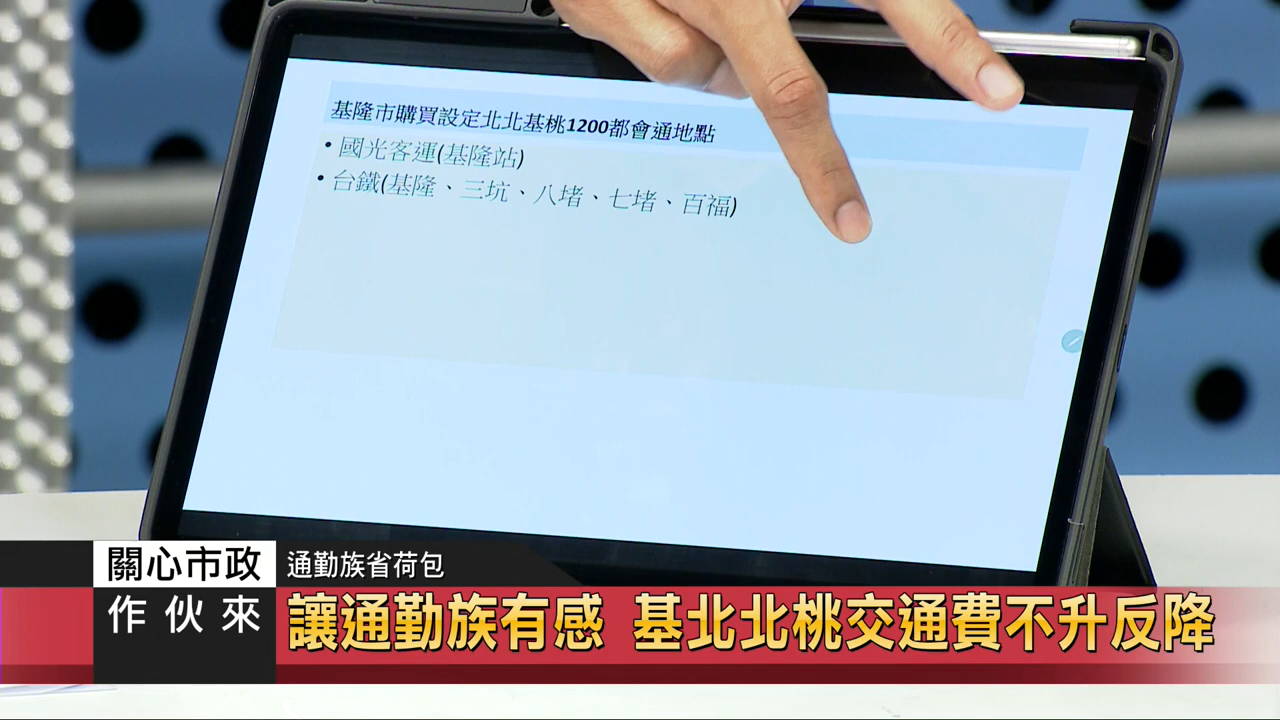 基隆市購買設定北北基桃1200都會通地點
• 國光客運(基隆站)
• 台鐵(基隆、三坑、八堵、七堵、百福)
關心市政
通勤族省荷包
作伙來
讓通勤族有感 基北北桃交通費不升反降